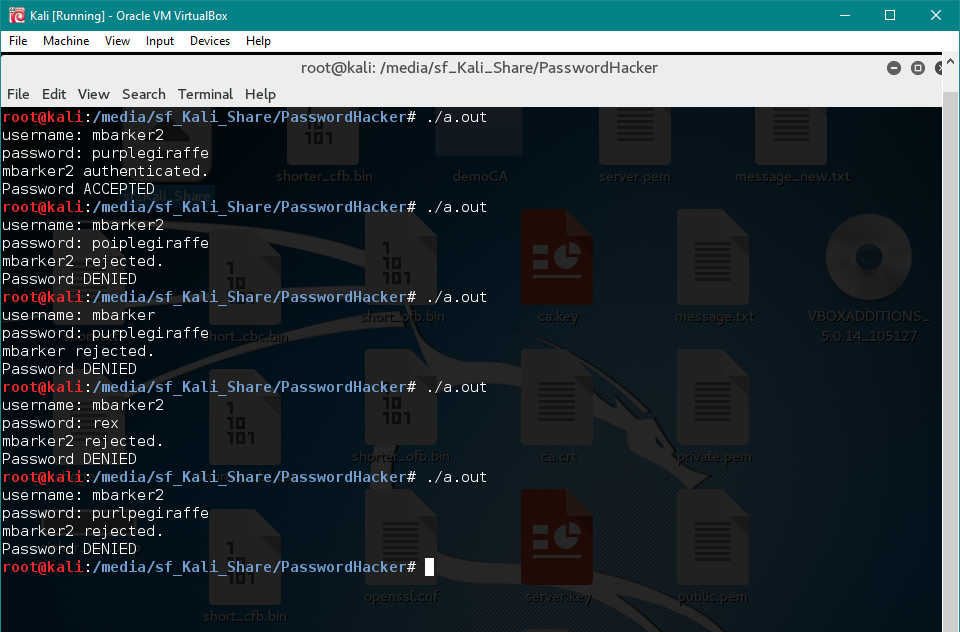 Kali [Running] - Oracle VM VirtualBox
File Machine View Input Devices Help
root@kali: /media/sf_Kali_Share/PasswordHacker
File Edit View Search Terminal Help
root@kali:/media/sf_Kali_Share/PasswordHacker# ./a.out
username: mbarker2
password: purplegiraffe
mbarker2 authenticated.
Password ACCEPTED
root@kali:/media/sf_Kali_Share/PasswordHacker# ./a.out
username: mbarker2
password: poiplegiraffe
mbarker2 rejected.
Password DENIED
root@kali:/media/sf_Kali_Share/PasswordHacker# ./a.out
username: mbarker
password: purplegiraffe
mbarker rejected.
Password DENIED
root@kali:/media/sf_Kali_Share/PasswordHacker# ./a.out
username: mbarker2
password: rex
mbarker2 rejected.
Password DENIED
root@kali:/media/sf_Kali_Share/PasswordHacker# ./a.out
username: mbarker2
password: purlpegiraffe
mbarker2 rejected.
Password DENIED
root@kali:/media/sf_Kali_Share/PasswordHacker#
shorter_cfb.bin demoCA server.pem message_new.txt
short_cbc.bin short_ofb.bin ca.key message.txt VBOXADDITIONS_
5.0.14_105127
shorter_ofb.bin ca.crt private.pem
short_cfb.bin openssl.cnf server.key public.pem